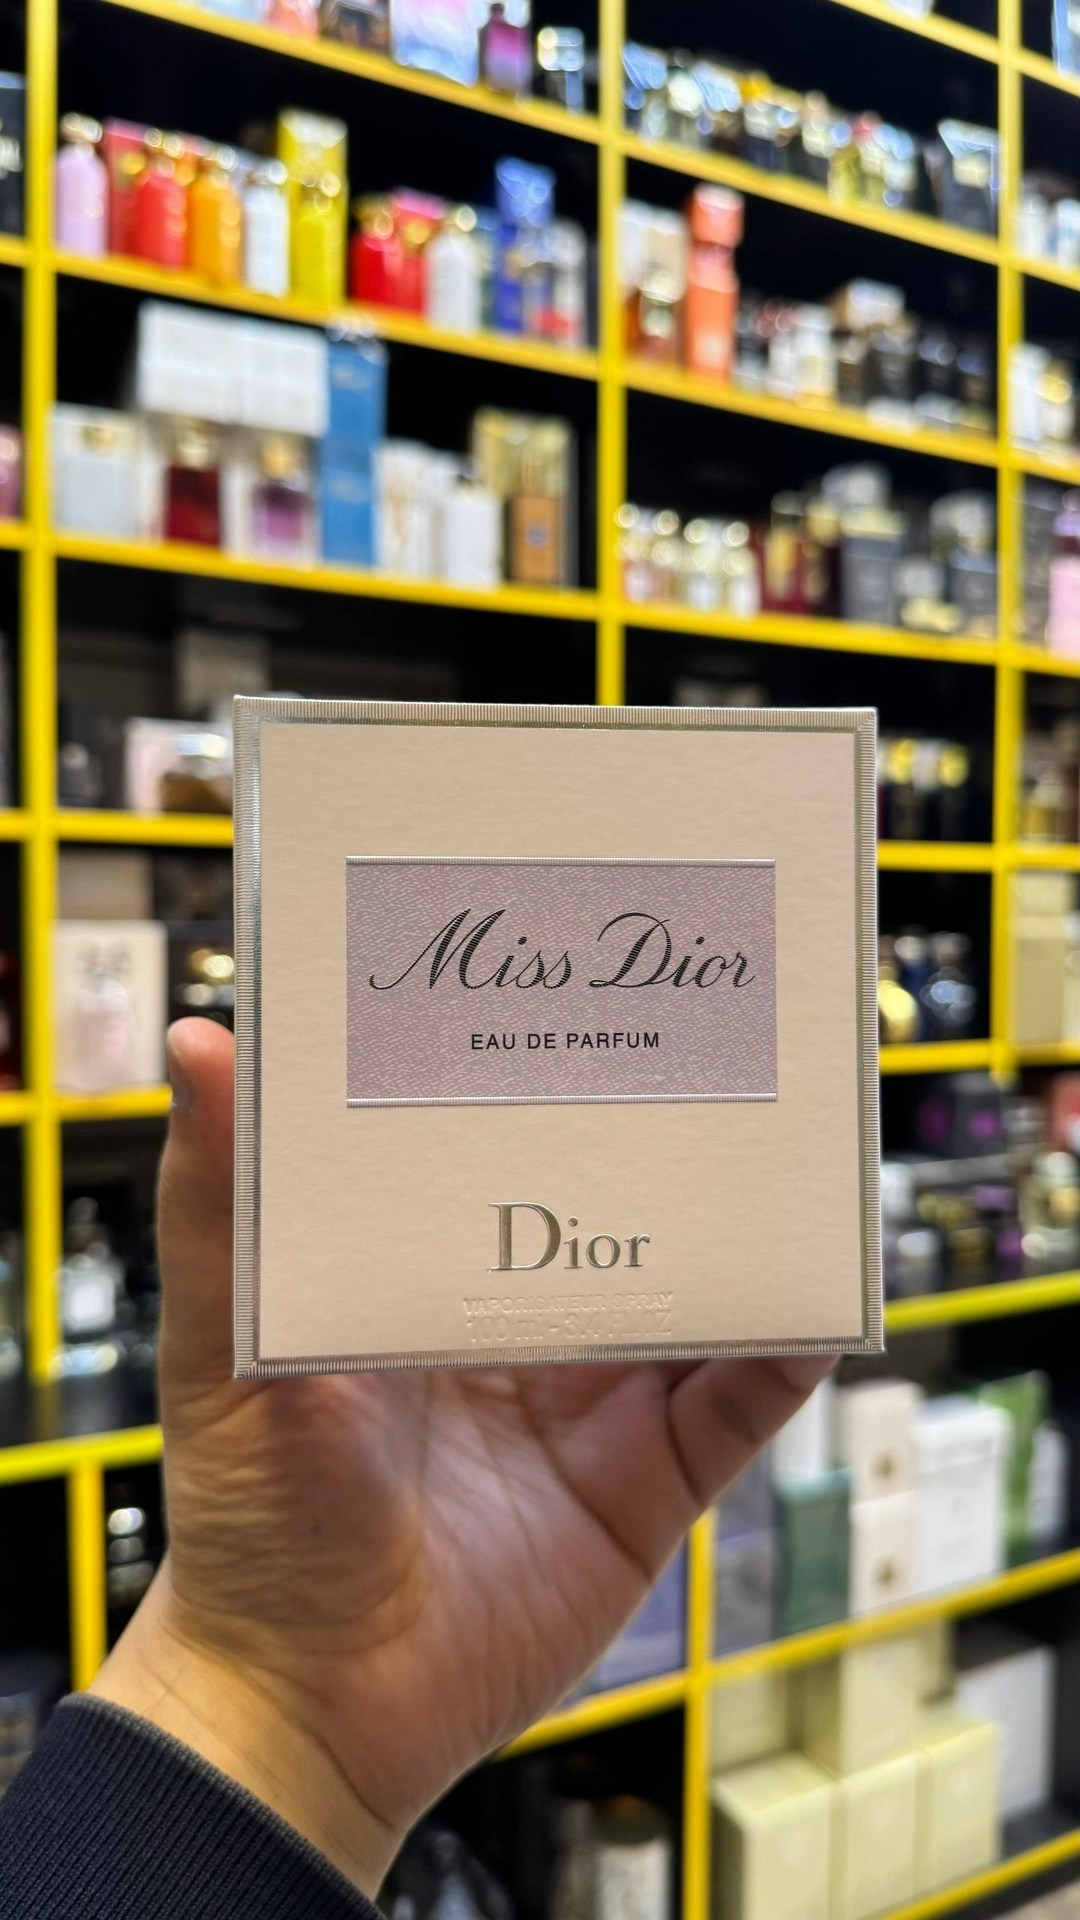 Miss Dior
EAU DE PARFUM
Dior
VAPORISATEUR SPRAY
100 ml - 3.4 FL.OZ